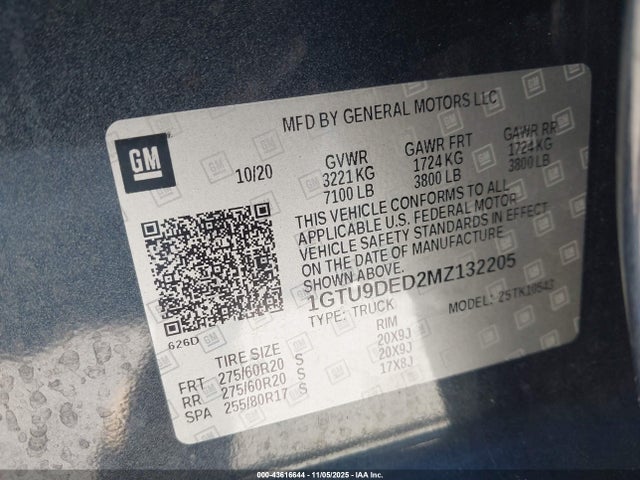 MFD BY GENERAL MOTORS LLC
GM
10/20
GVWR GAWR FRT GAWR RR
3221 KG 1724 KG 1724 KG
7100 LB 3800 LB 3800 LB
THIS VEHICLE CONFORMS TO ALL
APPLICABLE U.S. FEDERAL MOTOR
VEHICLE SAFETY STANDARDS IN EFFECT
ON THE DATE OF MANUFACTURE
SHOWN ABOVE.
1GTU9DED2MZ132205
TYPE: TRUCK MODEL: 25TK10543
626D
TIRE SIZE RIM
FRT 275/60R20 S 20X9J
RR 275/60R20 S 20X9J
SPA 255/80R17 S 17X8J
000-43616644 - 11/05/2025 - IAA Inc.